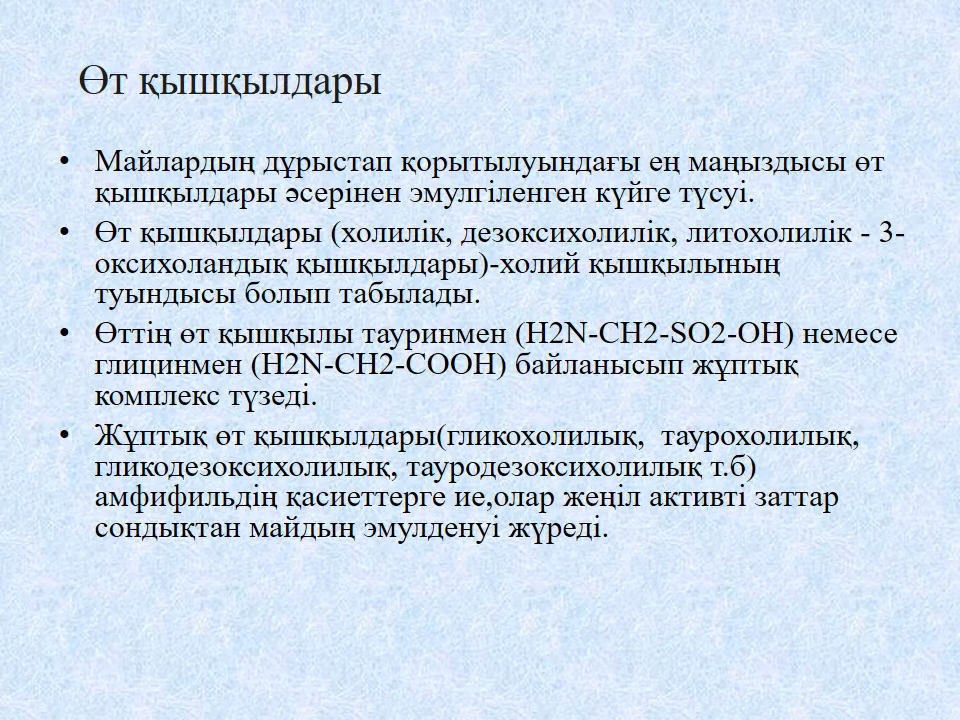 Өт қышқылдары
• Майлардың дұрыстап қорытылуындағы ең маңыздысы өт
қышқылдары әсерінен эмулгіленген күйге түсуі.
• Өт қышқылдары (холилік, дезоксихолилік, литохолилік - 3-
оксихоландық қышқылдары)-холий қышқылының
туындысы болып табылады.
• Өттің өт қышқылы тауринмен (H2N-CH2-SO2-OH) немесе
глицинмен (H2N-CH2-COOH) байланысып жұптық
комплекс түзеді.
• Жұптық өт қышқылдары(гликохолилық,  таурохолилық,
гликодезоксихолилық, тауродезоксихолилық т.б)
амфифильдің қасиеттерге ие,олар жеңіл активті заттар
сондықтан майдың эмулденуі жүреді.